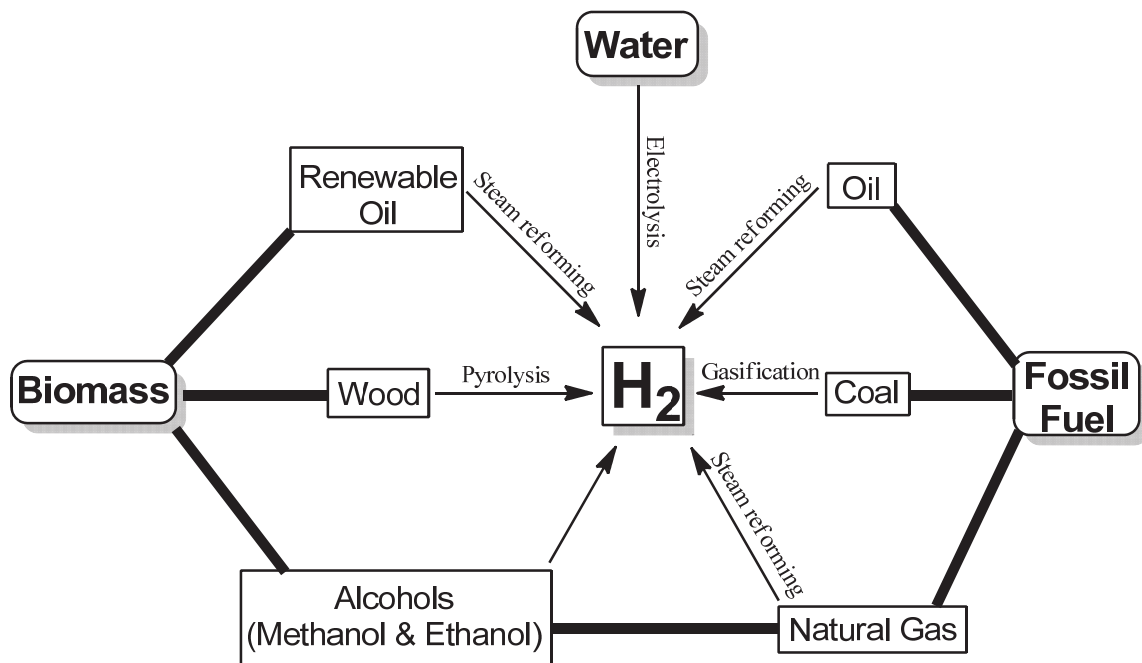 Water
Electrolysis
Renewable
Oil
Steam reforming
Steam reforming
Oil
Biomass
Wood
Pyrolysis
H2
Gasification
Coal
Fossil
Fuel
Steam reforming
Alcohols
(Methanol & Ethanol)
Natural Gas